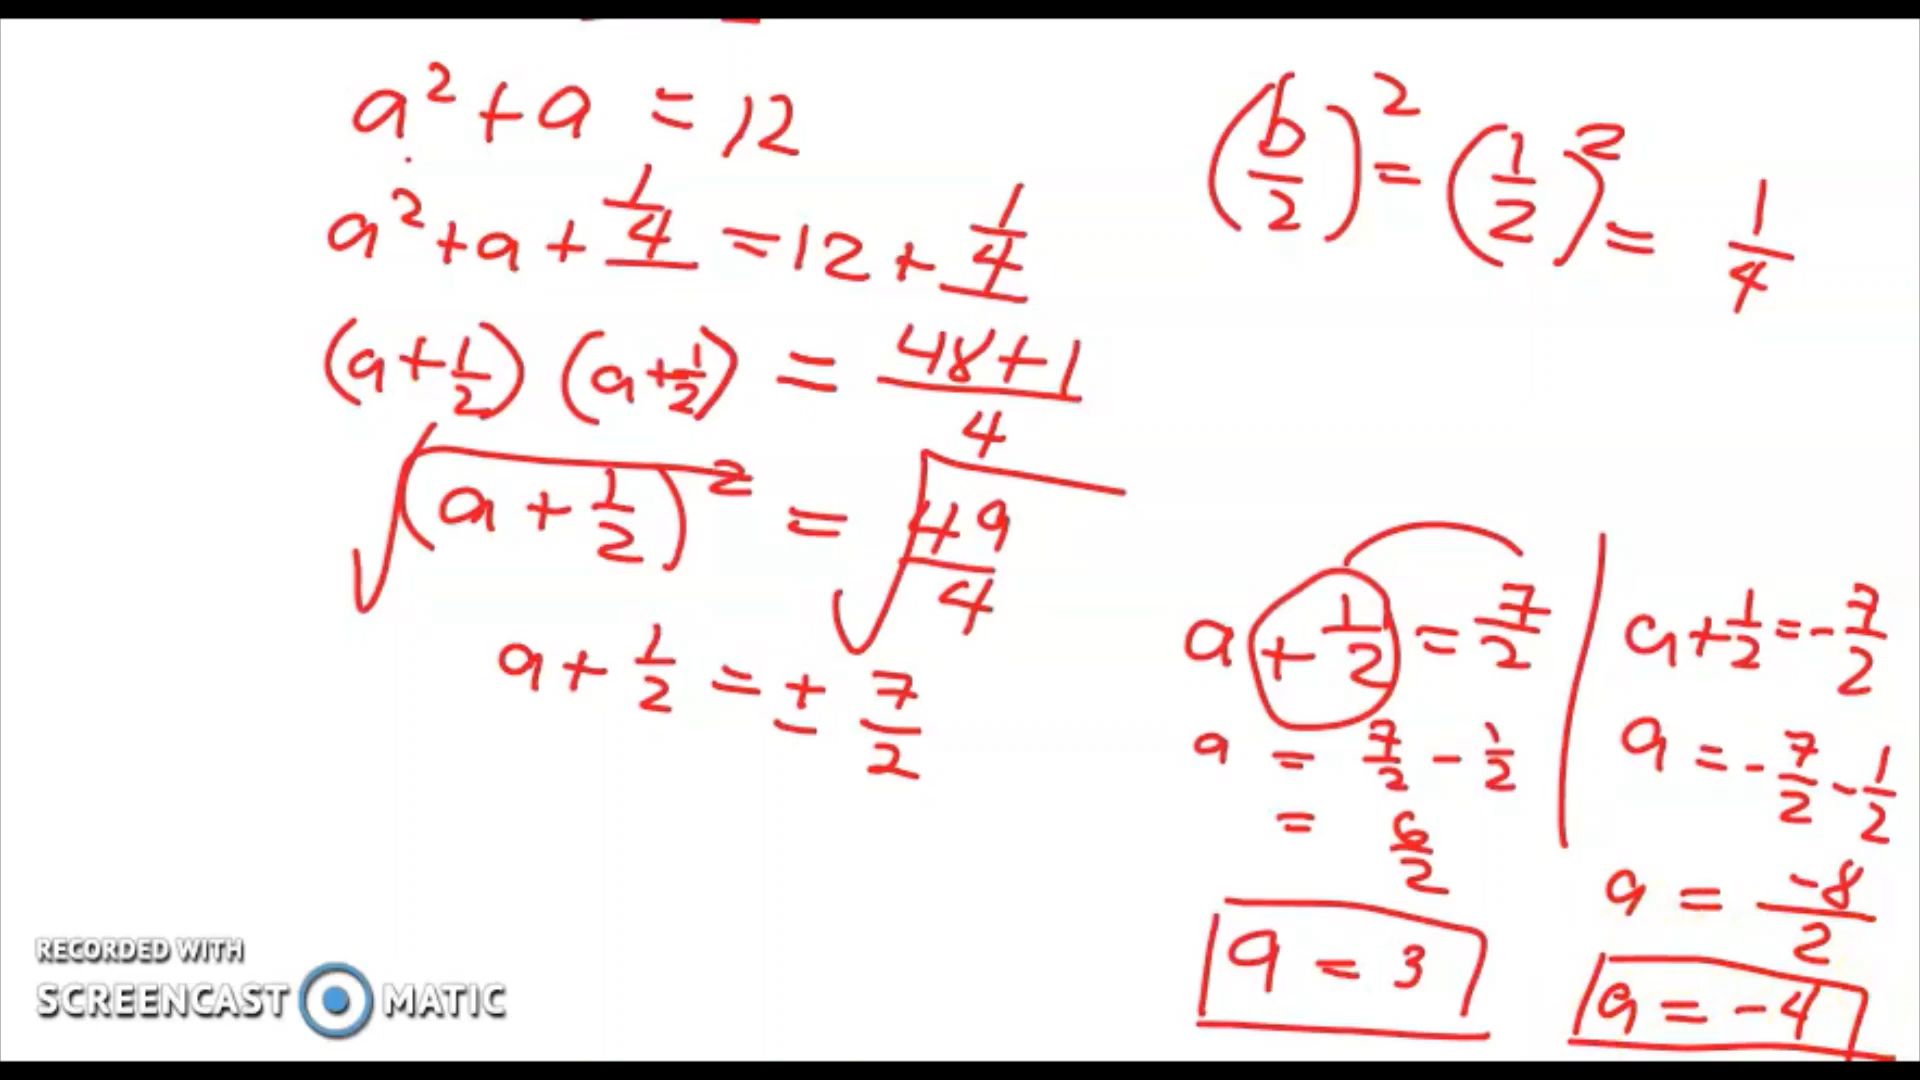 a² + a = 12
a² + a + 1/4 = 12 + 1/4
(a + 1/2) (a + 1/2) = 48 + 1 / 4
√(a + 1/2)² = √49/4
a + 1/2 = ± 7/2
(b/2)² = (1/2)² = 1/4
a + 1/2 = 7/2
a = 7/2 - 1/2
= 6/2
a = 3
a + 1/2 = - 7/2
a = - 7/2 - 1/2
a = -8/2
a = -4
RECORDED WITH
SCREENCAST MATIC